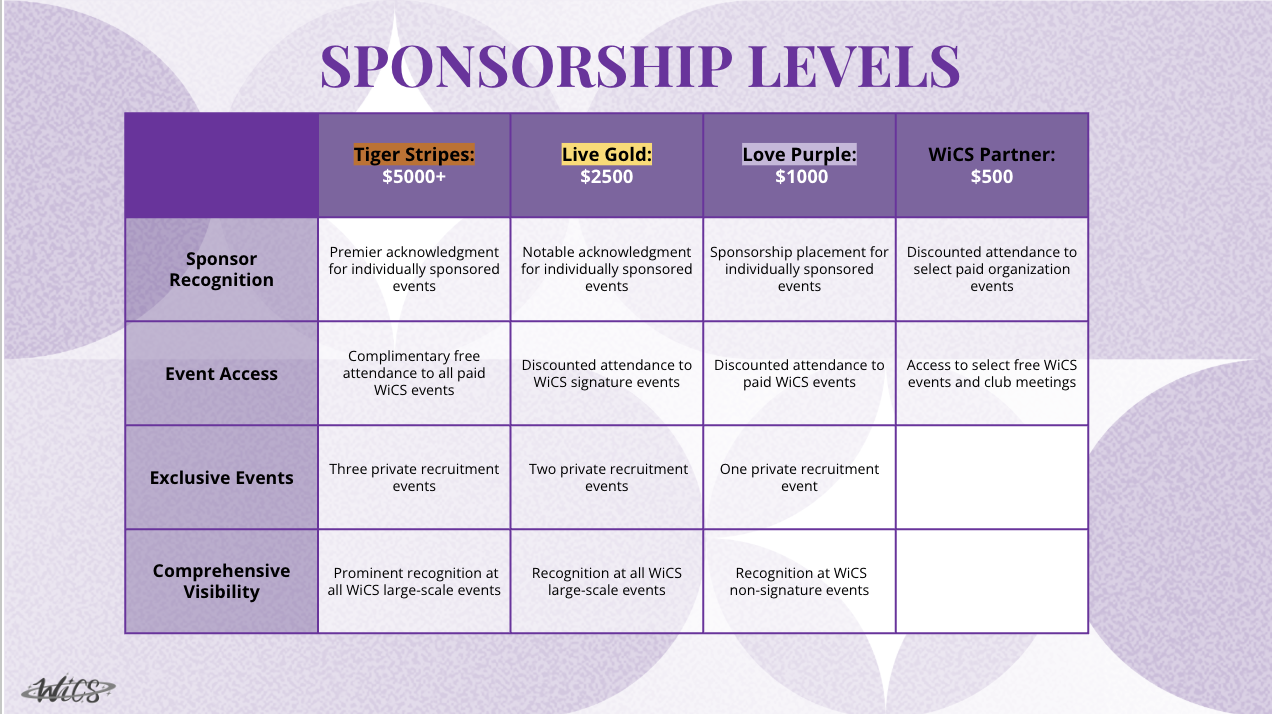 SPONSORSHIP LEVELS
Tiger Stripes:
$5000+
Live Gold:
$2500
Love Purple:
$1000
WiCS Partner:
$500
Sponsor
Recognition
Premier acknowledgment
for individually sponsored
events
Notable acknowledgment
for individually sponsored
events
Sponsorship placement for
individually sponsored
events
Discounted attendance to
select paid organization
events
Event Access
Complimentary free
attendance to all paid
WiCS events
Discounted attendance to
WiCS signature events
Discounted attendance to
paid WiCS events
Access to select free WiCS
events and club meetings
Exclusive Events
Three private recruitment
events
Two private recruitment
events
One private recruitment
event
Comprehensive
Visibility
Prominent recognition at
all WiCS large-scale events
Recognition at all WiCS
large-scale events
Recognition at WiCS
non-signature events
WiCS